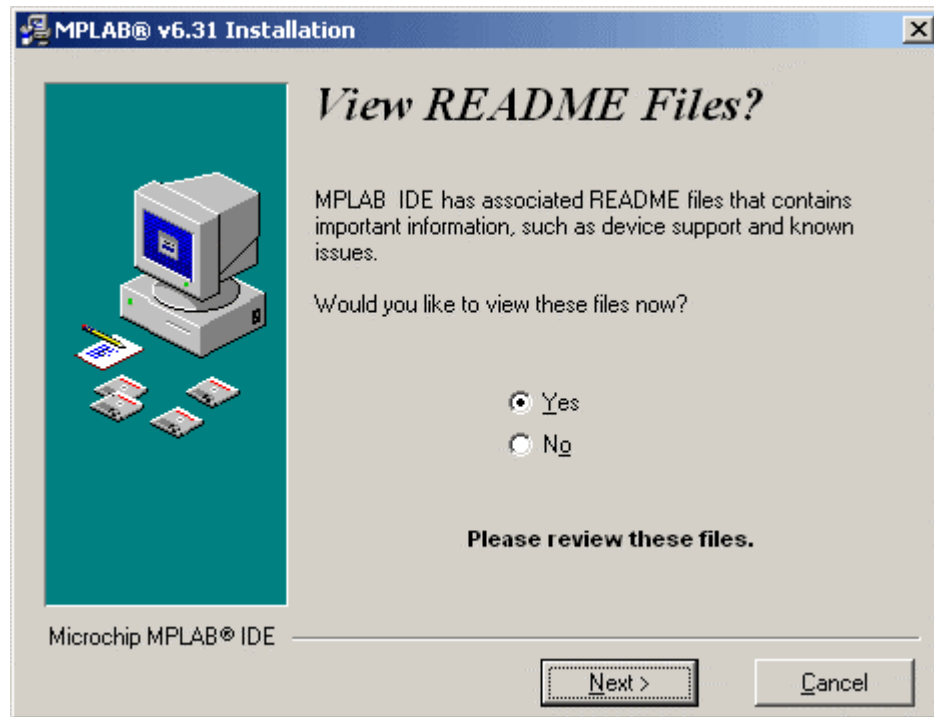 MPLAB® v6.31 Installation
View README Files?
MPLAB IDE has associated README files that contains
important information, such as device support and known
issues.
Would you like to view these files now?
Yes
No
Please review these files.
Microchip MPLAB® IDE
Next >
Cancel